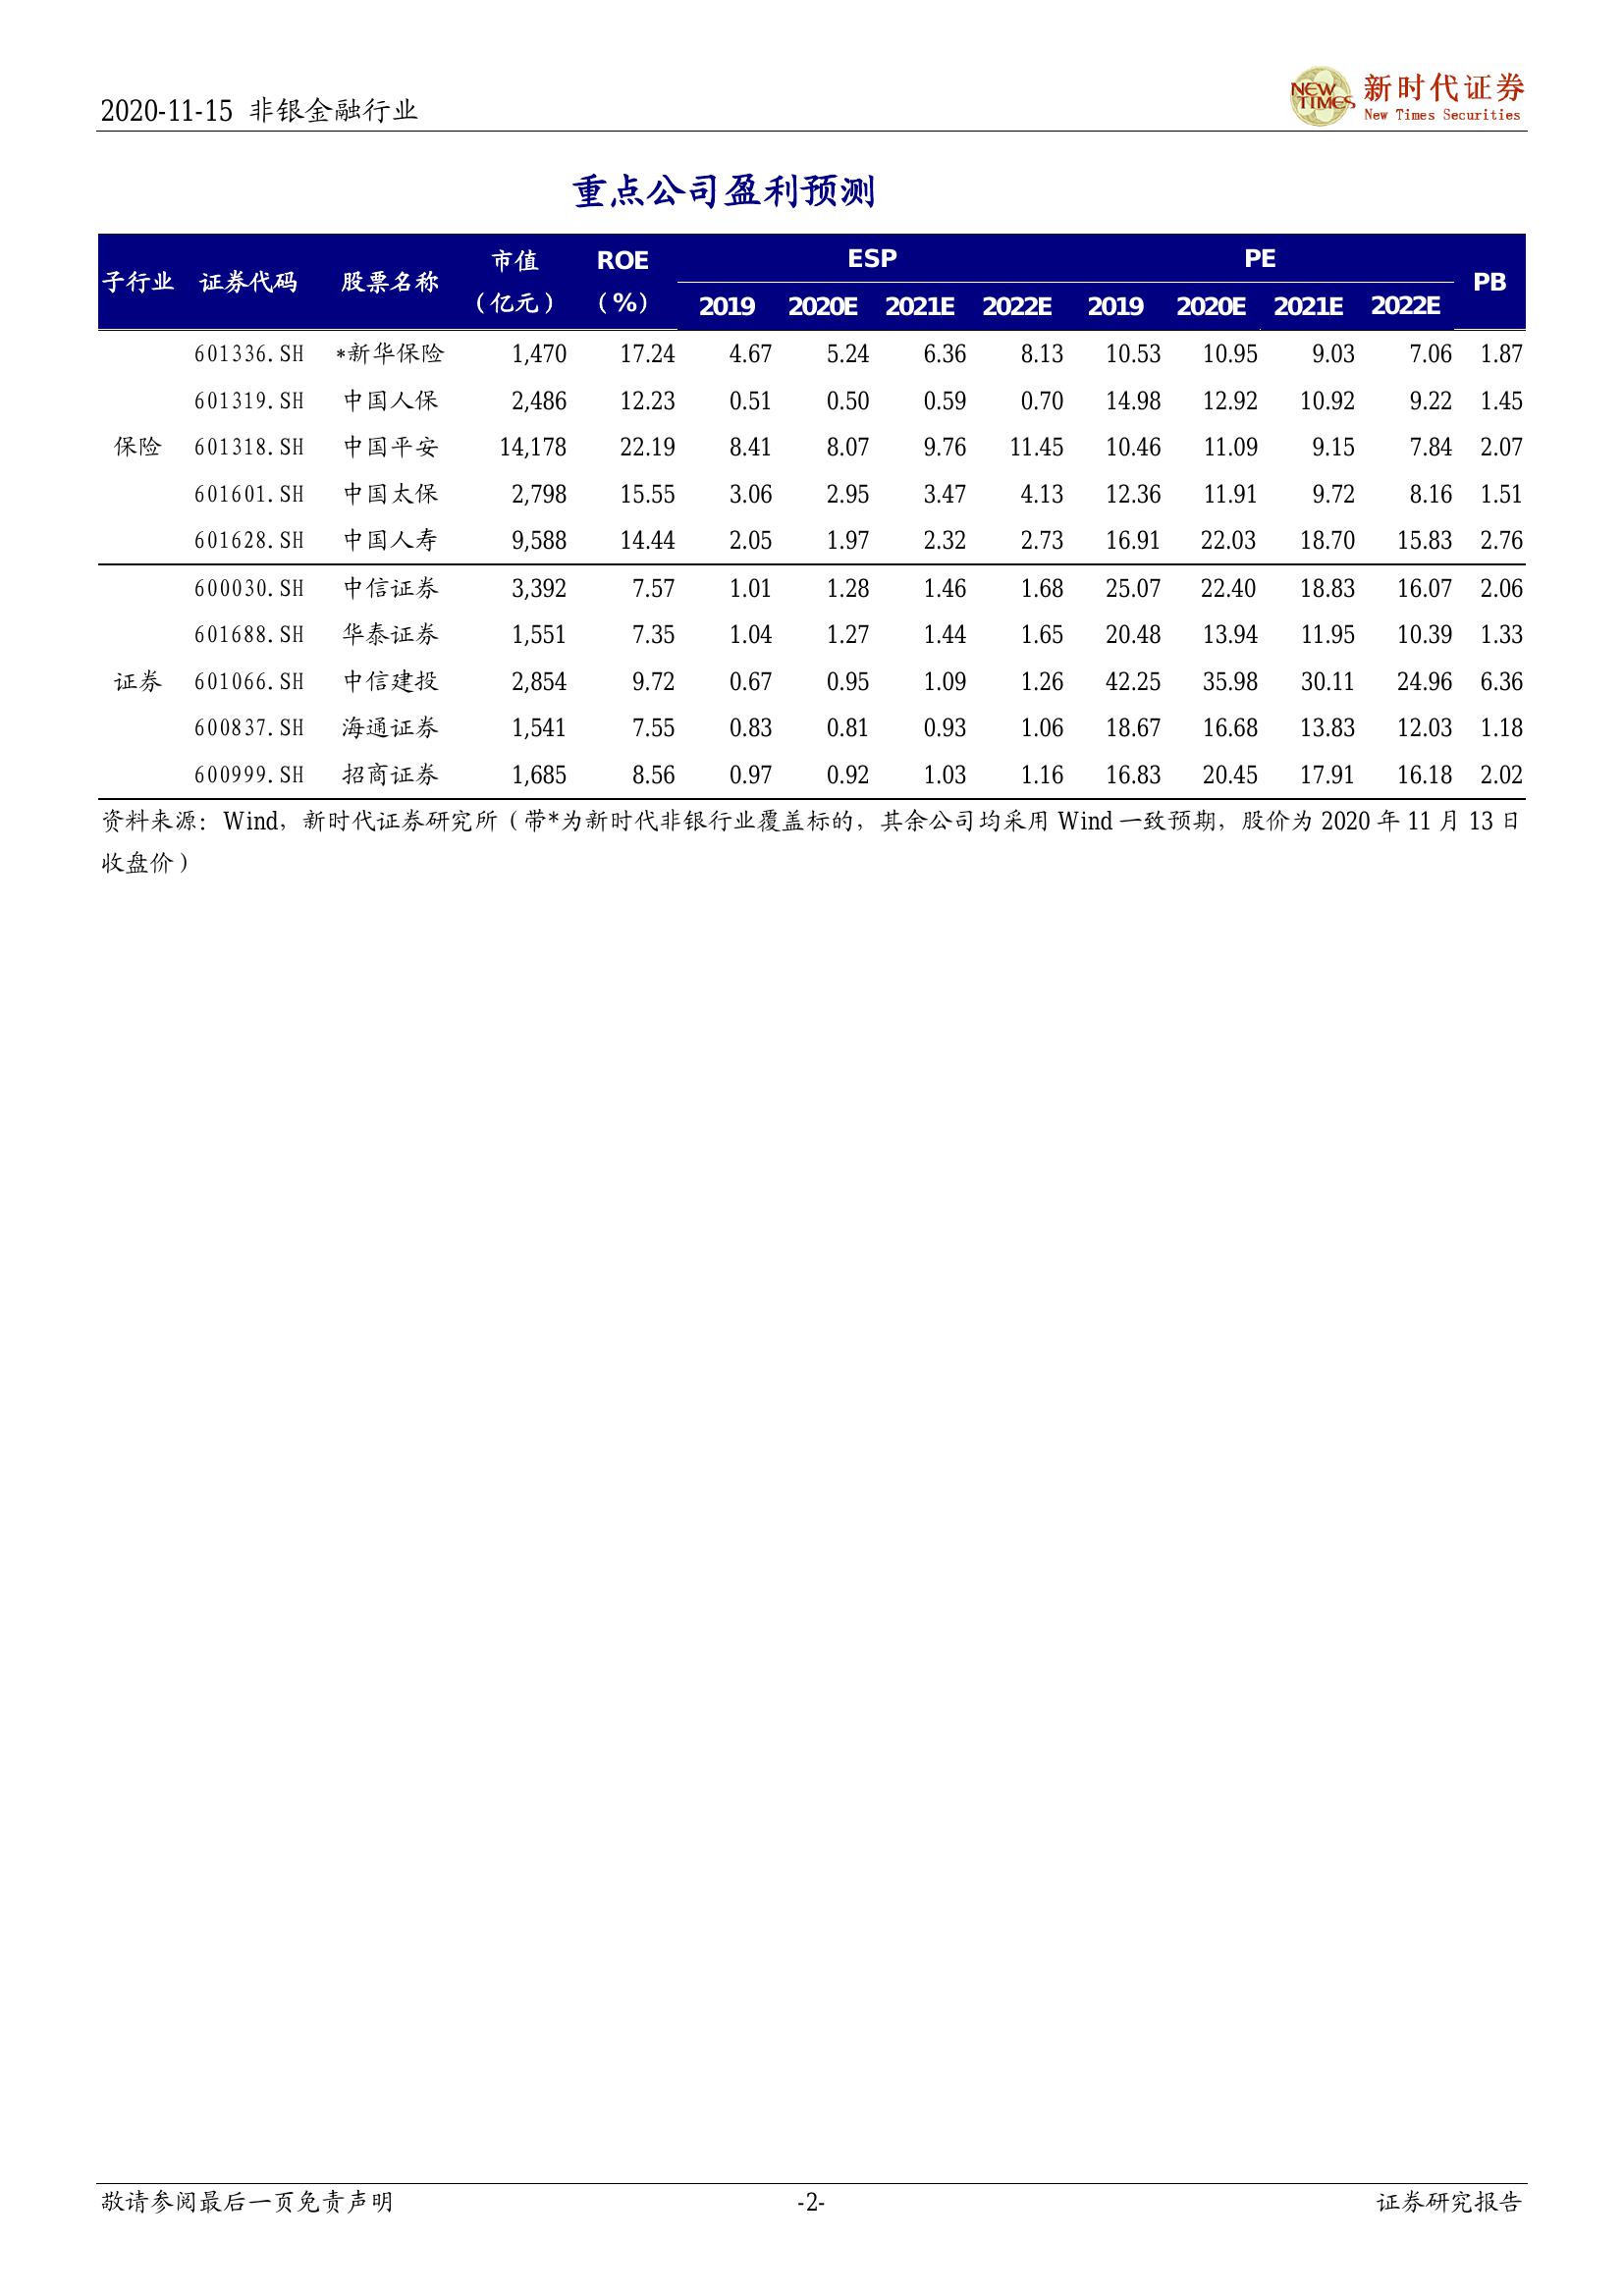 2020-11-15 非银金融行业
NEW TIMES 新时代证券
New Times Securities
重点公司盈利预测
子行业 证券代码 股票名称 市值（亿元） ROE（%） ESP PE PB
2019 2020E 2021E 2022E 2019 2020E 2021E 2022E
601336.SH *新华保险 1,470 17.24 4.67 5.24 6.36 8.13 10.53 10.95 9.03 7.06 1.87
601319.SH 中国人保 2,486 12.23 0.51 0.50 0.59 0.70 14.98 12.92 10.92 9.22 1.45
保险 601318.SH 中国平安 14,178 22.19 8.41 8.07 9.76 11.45 10.46 11.09 9.15 7.84 2.07
601601.SH 中国太保 2,798 15.55 3.06 2.95 3.47 4.13 12.36 11.91 9.72 8.16 1.51
601628.SH 中国人寿 9,588 14.44 2.05 1.97 2.32 2.73 16.91 22.03 18.70 15.83 2.76
600030.SH 中信证券 3,392 7.57 1.01 1.28 1.46 1.68 25.07 22.40 18.83 16.07 2.06
601688.SH 华泰证券 1,551 7.35 1.04 1.27 1.44 1.65 20.48 13.94 11.95 10.39 1.33
证券 601066.SH 中信建投 2,854 9.72 0.67 0.95 1.09 1.26 42.25 35.98 30.11 24.96 6.36
600837.SH 海通证券 1,541 7.55 0.83 0.81 0.93 1.06 18.67 16.68 13.83 12.03 1.18
600999.SH 招商证券 1,685 8.56 0.97 0.92 1.03 1.16 16.83 20.45 17.91 16.18 2.02
资料来源：Wind，新时代证券研究所（带*为新时代非银行业覆盖标的，其余公司均采用 Wind 一致预期，股价为 2020 年 11 月 13 日
收盘价）
敬请参阅最后一页免责声明 -2- 证券研究报告